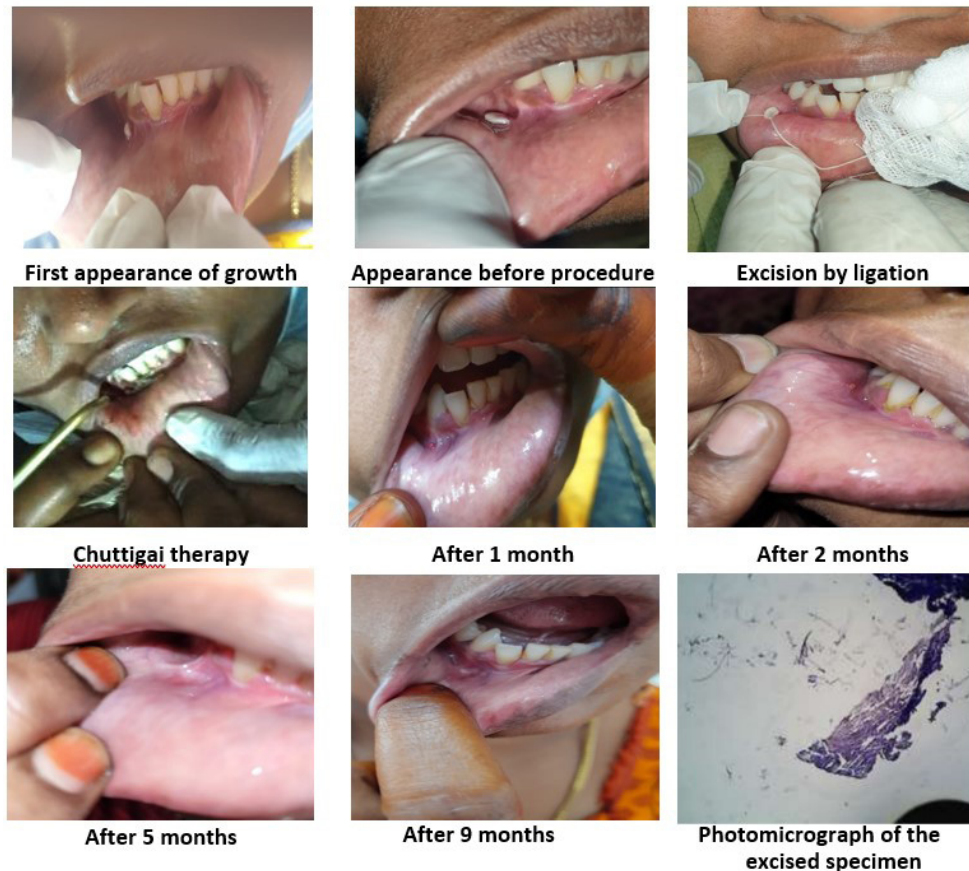 First appearance of growth
Appearance before procedure
Excision by ligation
Chuttigai therapy
After 1 month
After 2 months
After 5 months
After 9 months
Photomicrograph of the
excised specimen